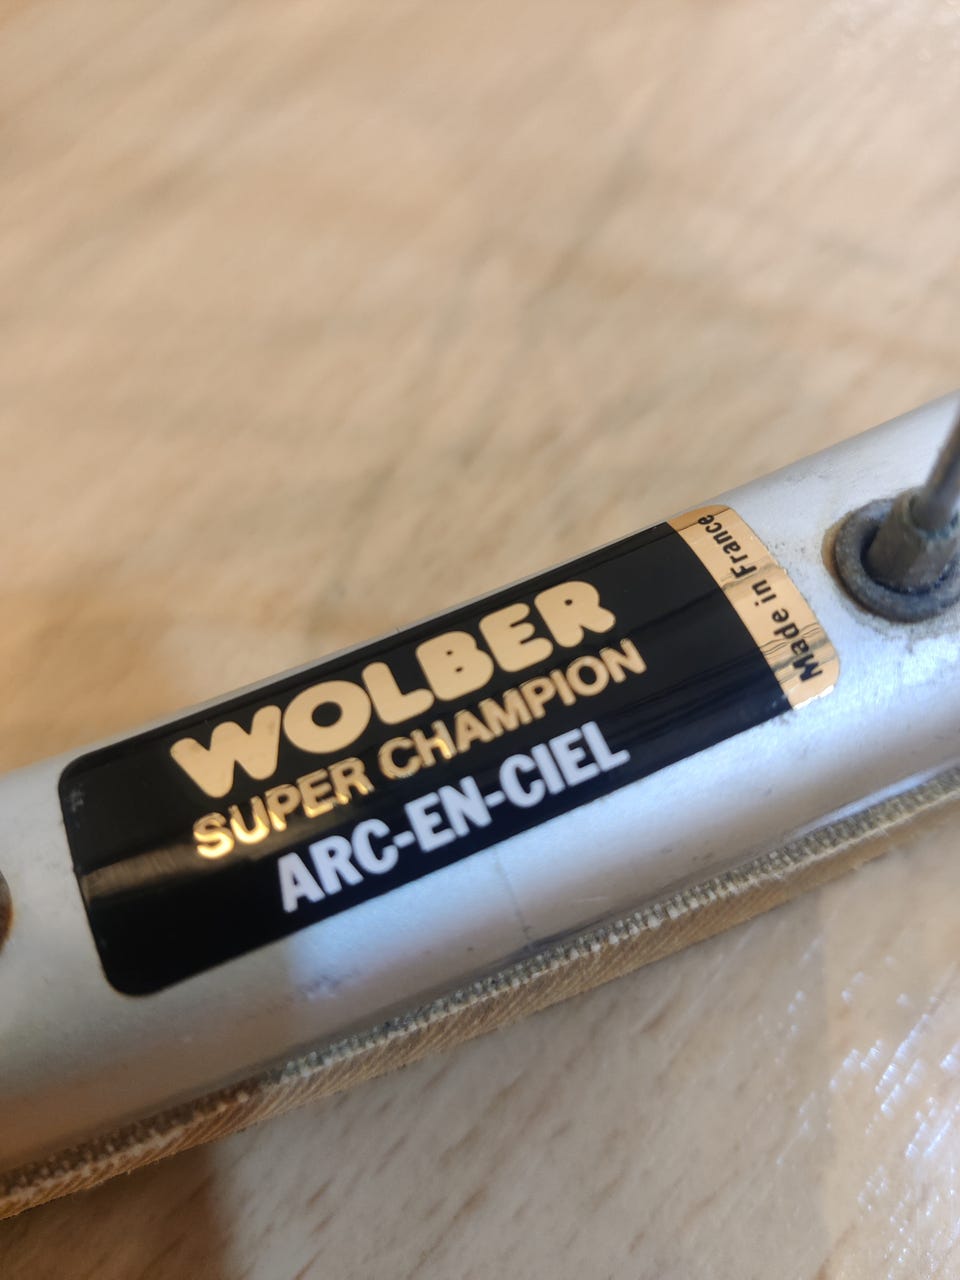 WOLBER
SUPER CHAMPION
ARC-EN-CIEL
Made in France